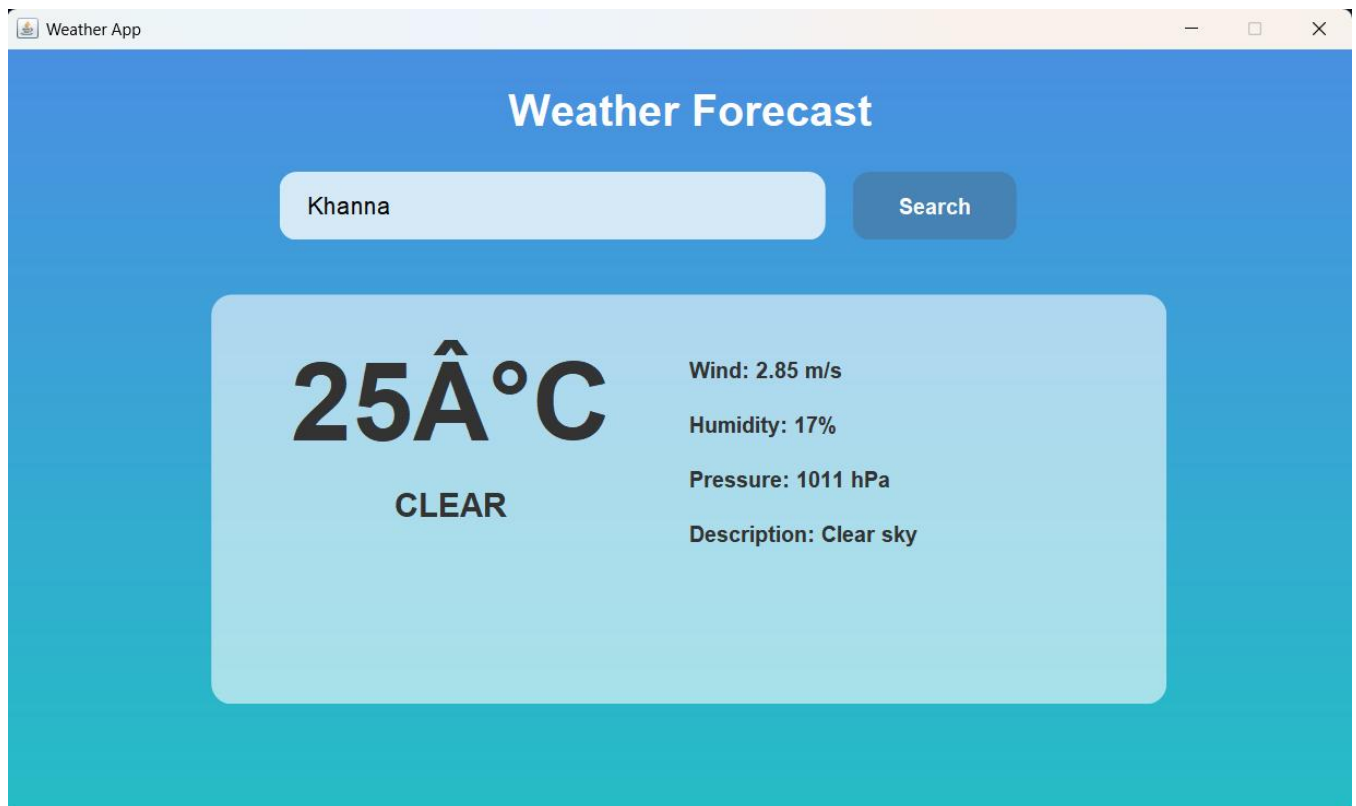 Weather App
Weather Forecast
Khanna
Search
25Â°C
CLEAR
Wind: 2.85 m/s
Humidity: 17%
Pressure: 1011 hPa
Description: Clear sky